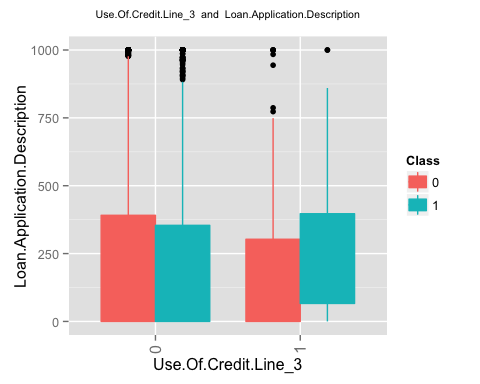 Use.Of.Credit.Line_3 and Loan.Application.Description
Loan.Application.Description
1000
750
500
250
0
0
1
Use.Of.Credit.Line_3
Class
0
1